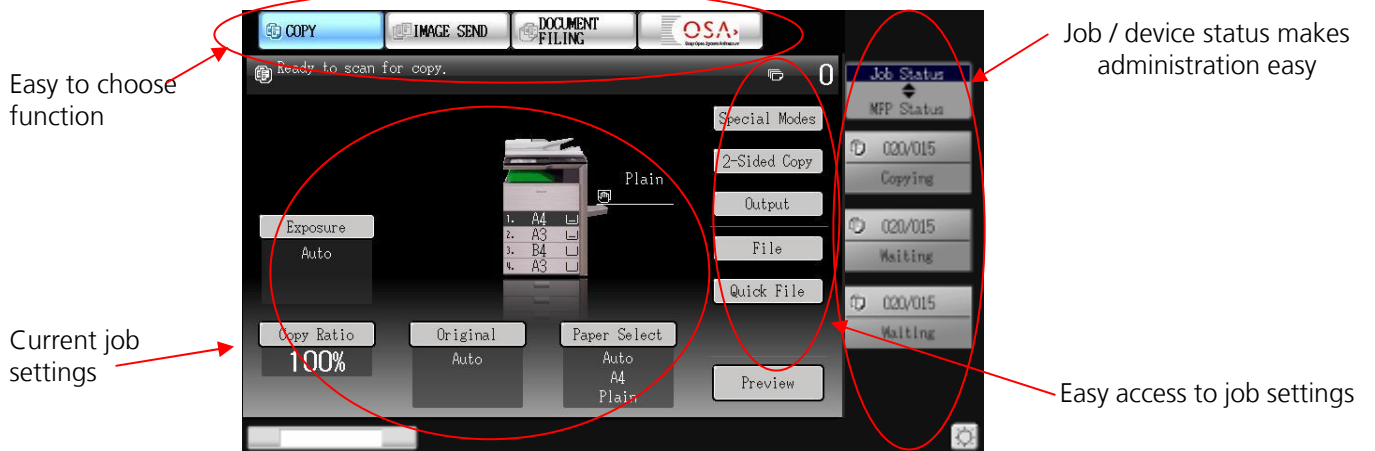 COPY
IMAGE SEND
DOCUMENT
FILING
OSA
Ready to scan for copy.
0
Easy to choose
function
Job / device status makes
administration easy
Job Status
MFP Status
020/015
Copying
020/015
Waiting
020/015
Waiting
Special Modes
2-Sided Copy
Output
File
Quick File
Preview
Plain
1. A4
2. A3
3. B4
4. A3
Exposure
Auto
Copy Ratio
100%
Original
Auto
Paper Select
Auto
A4
Plain
Current job
settings
Easy access to job settings